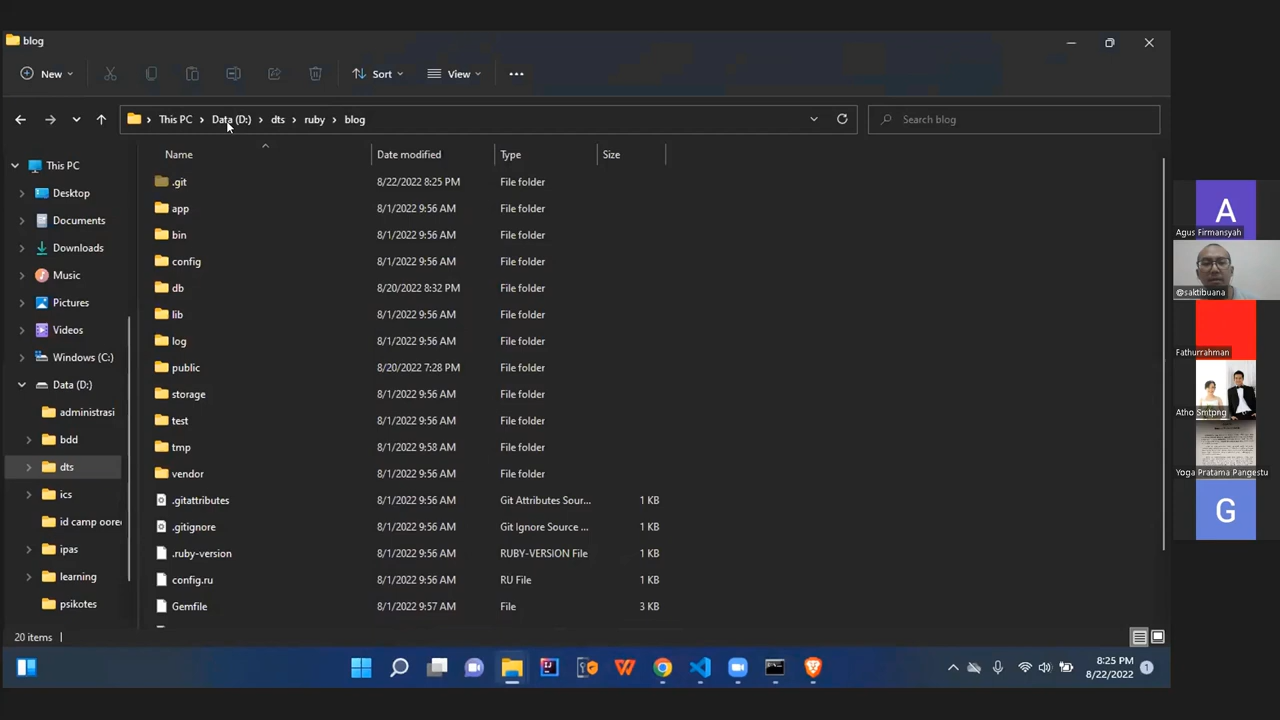 blog
New
Sort
View
This PC
Data (D:)
dts
ruby
blog
Search blog
Name
Date modified
Type
Size
This PC
Desktop
Documents
Downloads
Music
Pictures
Videos
Windows (C:)
Data (D:)
administrasi
bdd
dts
ics
id camp oore
ipas
learning
psikotes
.git 8/22/2022 8:25 PM File folder
app 8/1/2022 9:56 AM File folder
bin 8/1/2022 9:56 AM File folder
config 8/1/2022 9:56 AM File folder
db 8/20/2022 8:32 PM File folder
lib 8/1/2022 9:56 AM File folder
log 8/1/2022 9:56 AM File folder
public 8/20/2022 7:28 PM File folder
storage 8/1/2022 9:56 AM File folder
test 8/1/2022 9:56 AM File folder
tmp 8/1/2022 9:58 AM File folder
vendor 8/1/2022 9:56 AM File folder
.gitattributes 8/1/2022 9:56 AM Git Attributes Sour... 1 KB
.gitignore 8/1/2022 9:56 AM Git Ignore Source ... 1 KB
.ruby-version 8/1/2022 9:56 AM RUBY-VERSION File 1 KB
config.ru 8/1/2022 9:56 AM RU File 1 KB
Gemfile 8/1/2022 9:57 AM File 3 KB
20 items
8:25 PM
8/22/2022
1
A
Agus Firmansyah
@saktibuana
Fathurrahman
Atho Smtpng
Yoga Pratama Pangestu
G